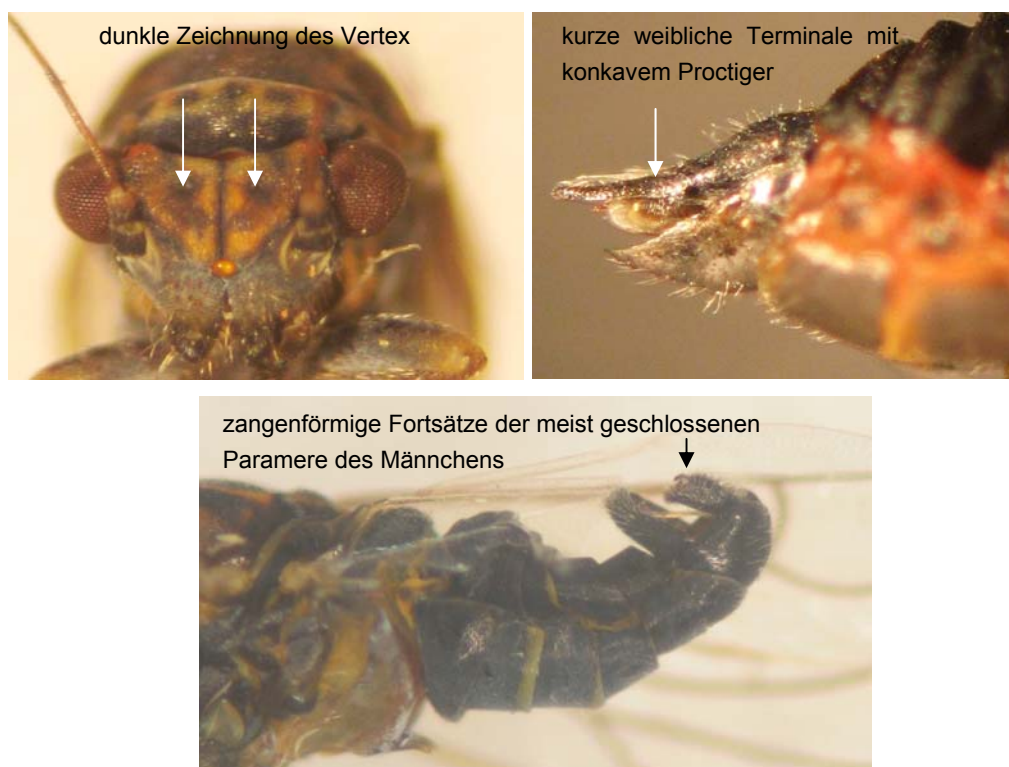 dunkle Zeichnung des Vertex
kurze weibliche Terminale mit
konkavem Proctiger
zangenförmige Fortsätze der meist geschlossenen
Paramere des Männchens